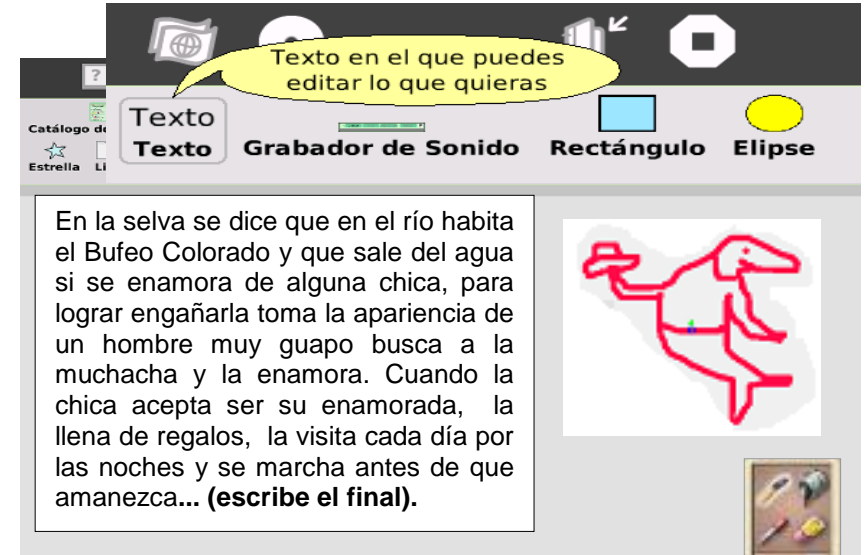 Texto en el que puedes
editar lo que quieras
?
Texto
Texto
Grabador de Sonido
Rectángulo
Elipse
Catálogo de
Estrella Li
En la selva se dice que en el río habita
el Bufeo Colorado y que sale del agua
si se enamora de alguna chica, para
lograr engañarla toma la apariencia de
un hombre muy guapo busca a la
muchacha y la enamora. Cuando la
chica acepta ser su enamorada, la
llena de regalos, la visita cada día por
las noches y se marcha antes de que
amanezca... (escribe el final).